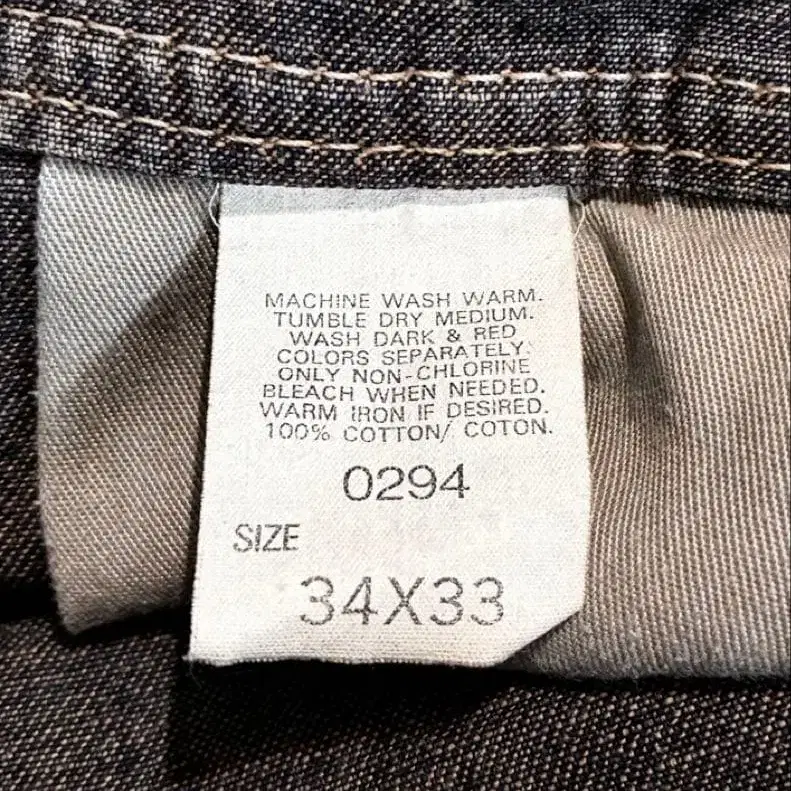 MACHINE WASH WARM.
TUMBLE DRY MEDIUM.
WASH DARK & RED
COLORS SEPARATELY.
ONLY NON-CHLORINE
BLEACH WHEN NEEDED.
WARM IRON IF DESIRED.
100% COTTON/ COTON.
0294
SIZE
34X33